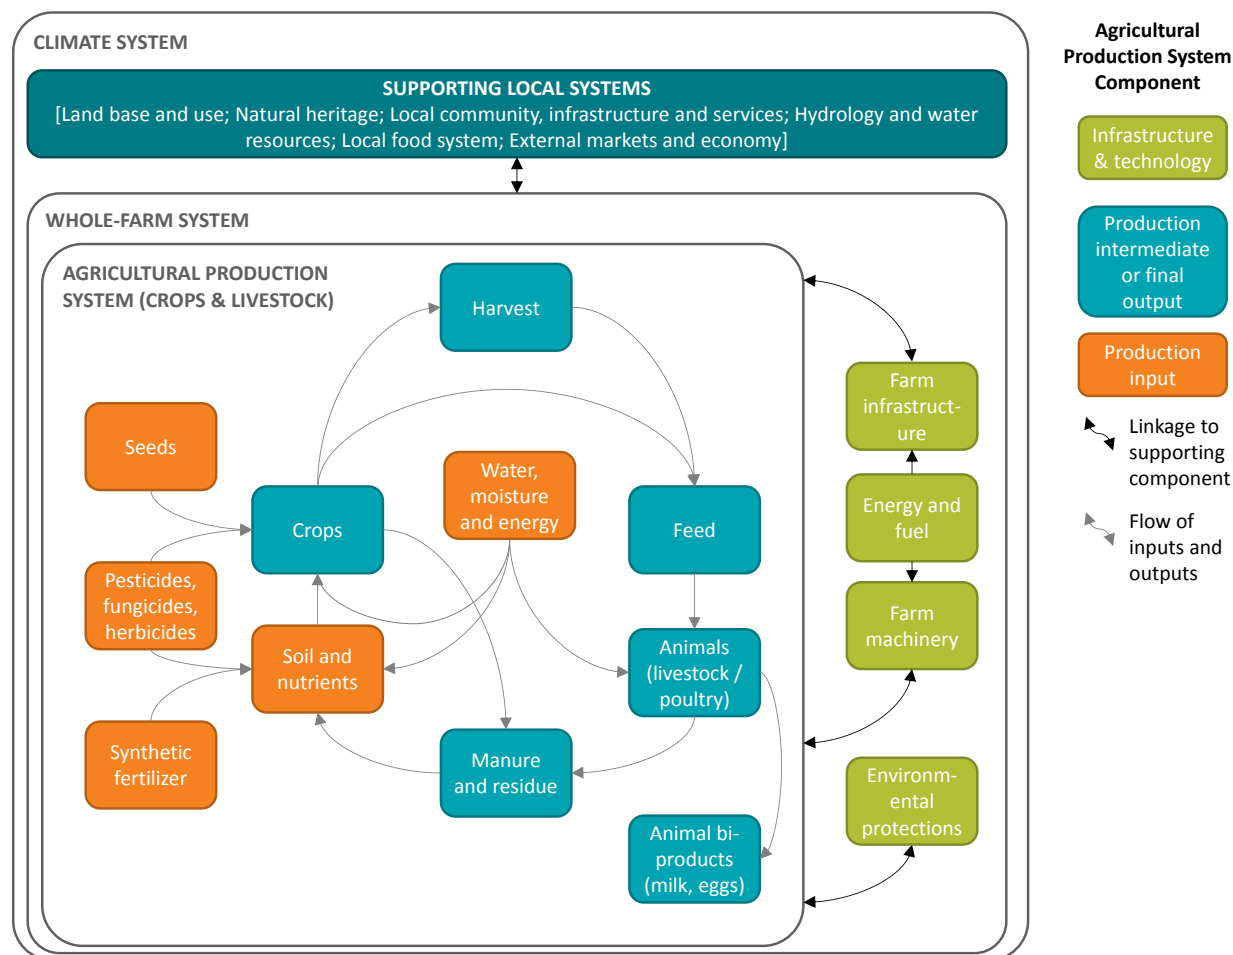 CLIMATE SYSTEM
SUPPORTING LOCAL SYSTEMS
[Land base and use; Natural heritage; Local community, infrastructure and services; Hydrology and water
resources; Local food system; External markets and economy]
WHOLE-FARM SYSTEM
AGRICULTURAL PRODUCTION
SYSTEM (CROPS & LIVESTOCK)
Harvest
Seeds
Crops
Water,
moisture
and energy
Feed
Pesticides,
fungicides,
herbicides
Soil and
nutrients
Animals
(livestock /
poultry)
Synthetic
fertilizer
Manure
and residue
Animal bi-
products
(milk, eggs)
Farm
infrastruct-
ure
Energy and
fuel
Farm
machinery
Environm-
ental
protections
Agricultural
Production System
Component
Infrastructure
& technology
Production
intermediate
or final
output
Production
input
Linkage to
supporting
component
Flow of
inputs and
outputs